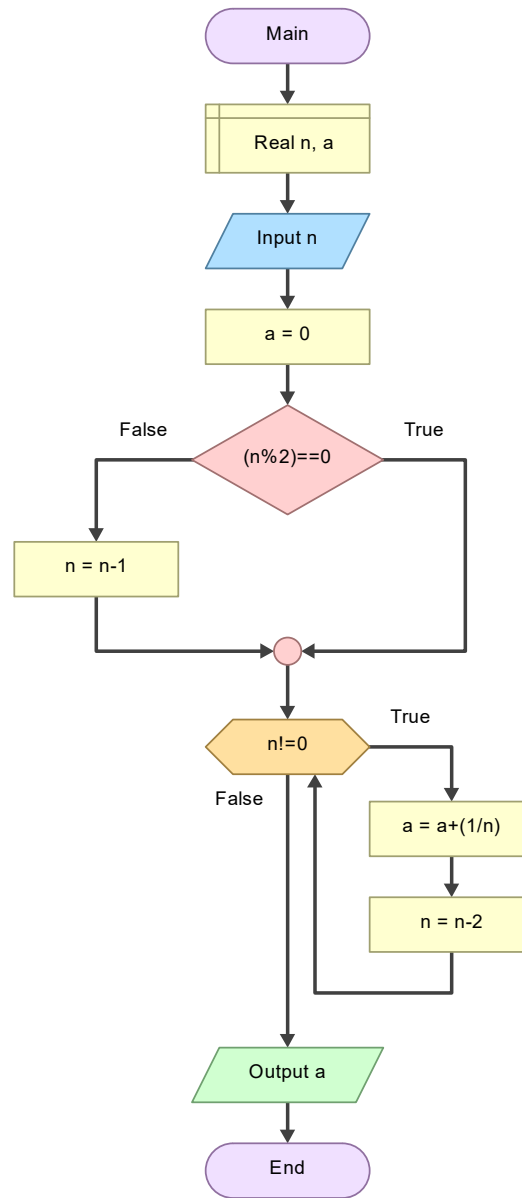 Main
Real n, a
Input n
a = 0
False
True
(n%2)==0
n = n-1
True
n!=0
False
a = a+(1/n)
n = n-2
Output a
End